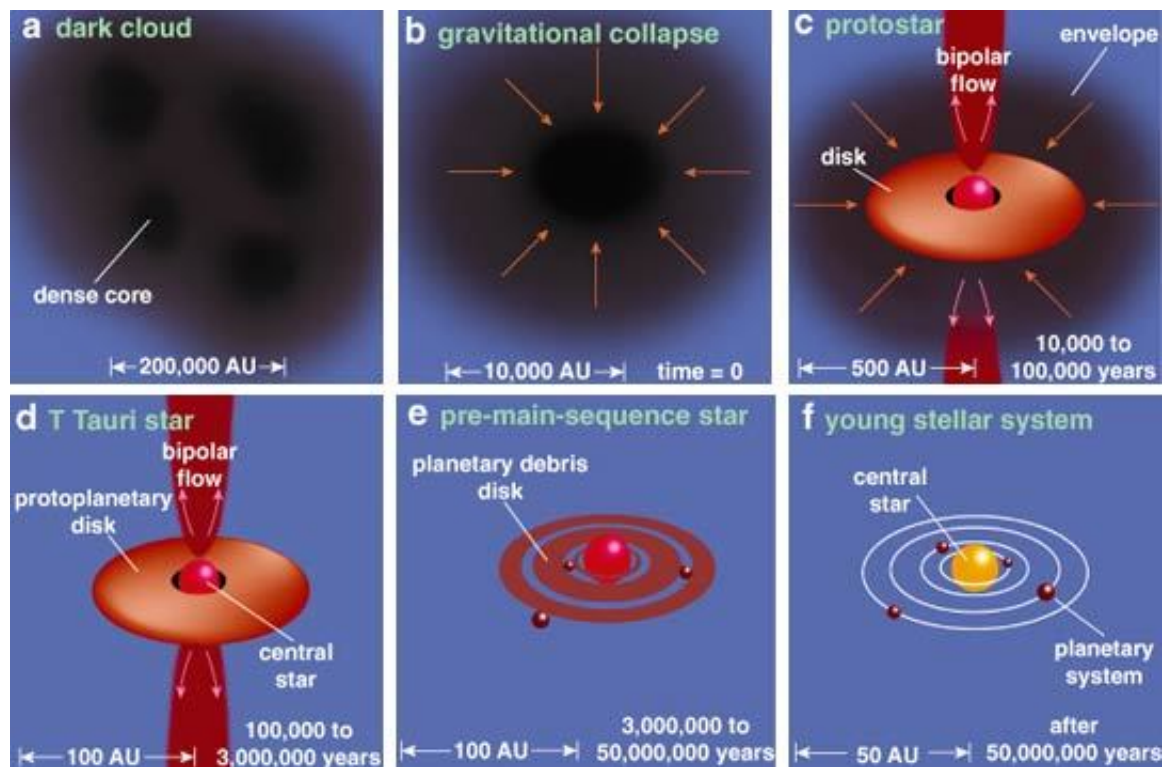 a dark cloud
dense core
200,000 AU
b gravitational collapse
10,000 AU
time = 0
c protostar
envelope
bipolar
flow
disk
500 AU
10,000 to
100,000 years
d T Tauri star
bipolar
flow
protoplanetary
disk
central
star
100 AU
100,000 to
3,000,000 years
e pre-main-sequence star
planetary debris
disk
100 AU
3,000,000 to
50,000,000 years
f young stellar system
central
star
planetary
system
50 AU
after
50,000,000 years